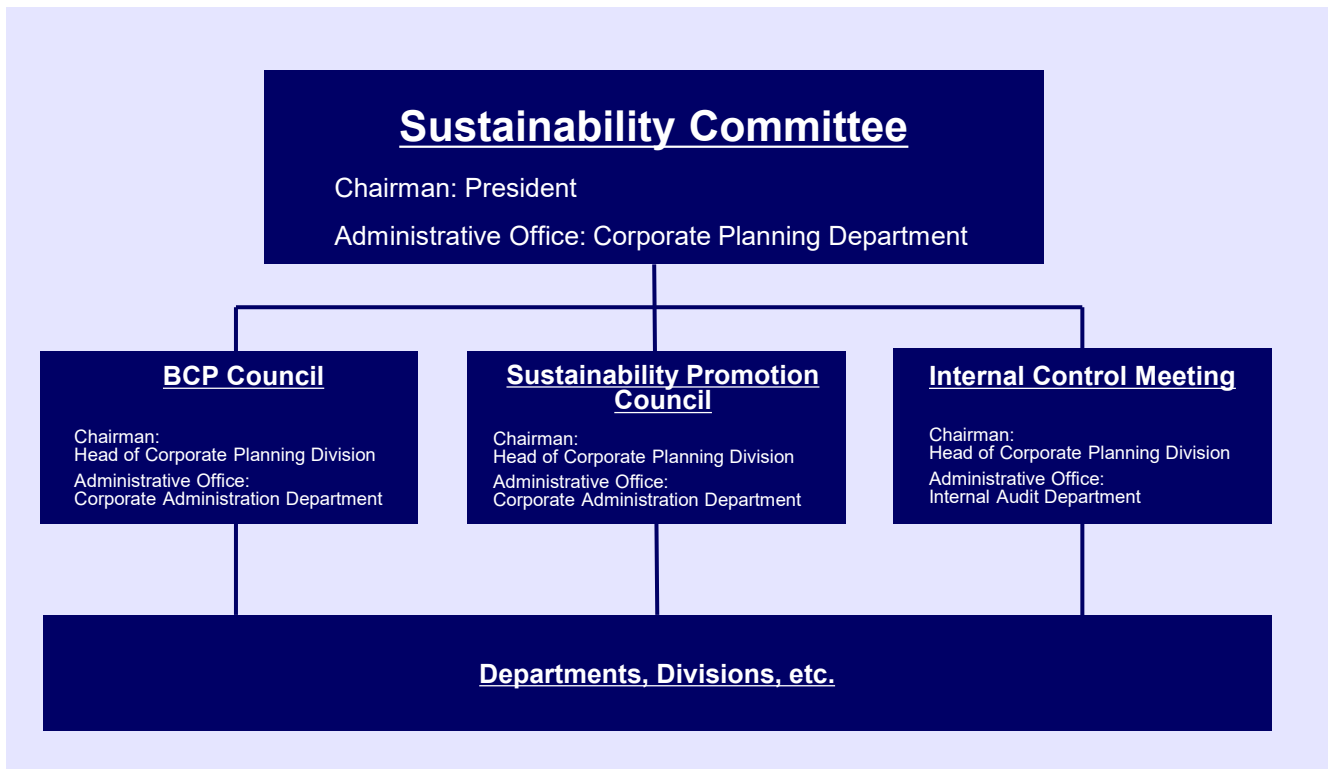 Sustainability Committee
Chairman: President
Administrative Office: Corporate Planning Department
BCP Council
Chairman:
Head of Corporate Planning Division
Administrative Office:
Corporate Administration Department
Sustainability Promotion
Council
Chairman:
Head of Corporate Planning Division
Administrative Office:
Corporate Administration Department
Internal Control Meeting
Chairman:
Head of Corporate Planning Division
Administrative Office:
Internal Audit Department
Departments, Divisions, etc.